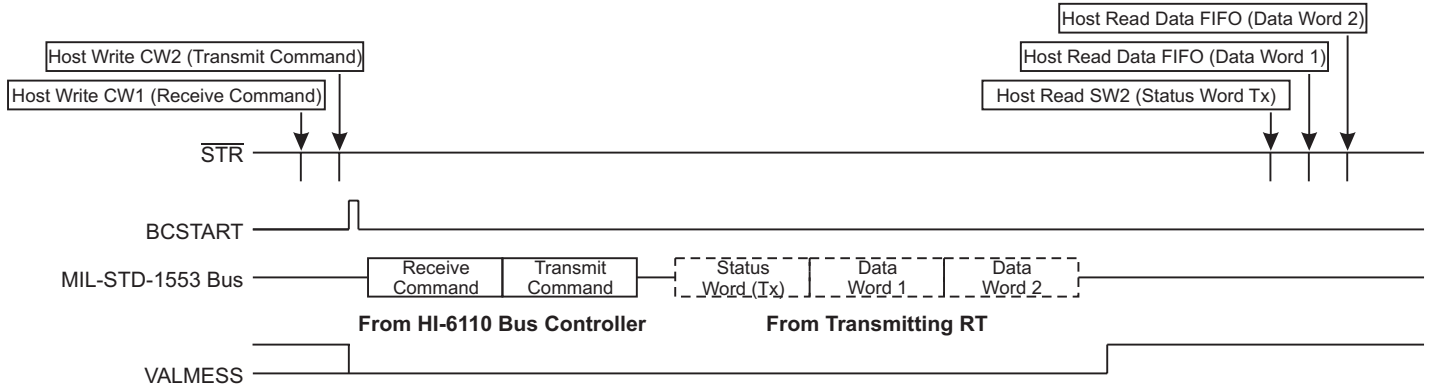 Host Read Data FIFO (Data Word 2)
Host Write CW2 (Transmit Command)
Host Read Data FIFO (Data Word 1)
Host Write CW1 (Receive Command)
Host Read SW2 (Status Word Tx)
STR
BCSTART
MIL-STD-1553 Bus
Receive
Command
Transmit
Command
Status
Word (Tx)
Data
Word 1
Data
Word 2
From HI-6110 Bus Controller
From Transmitting RT
VALMESS